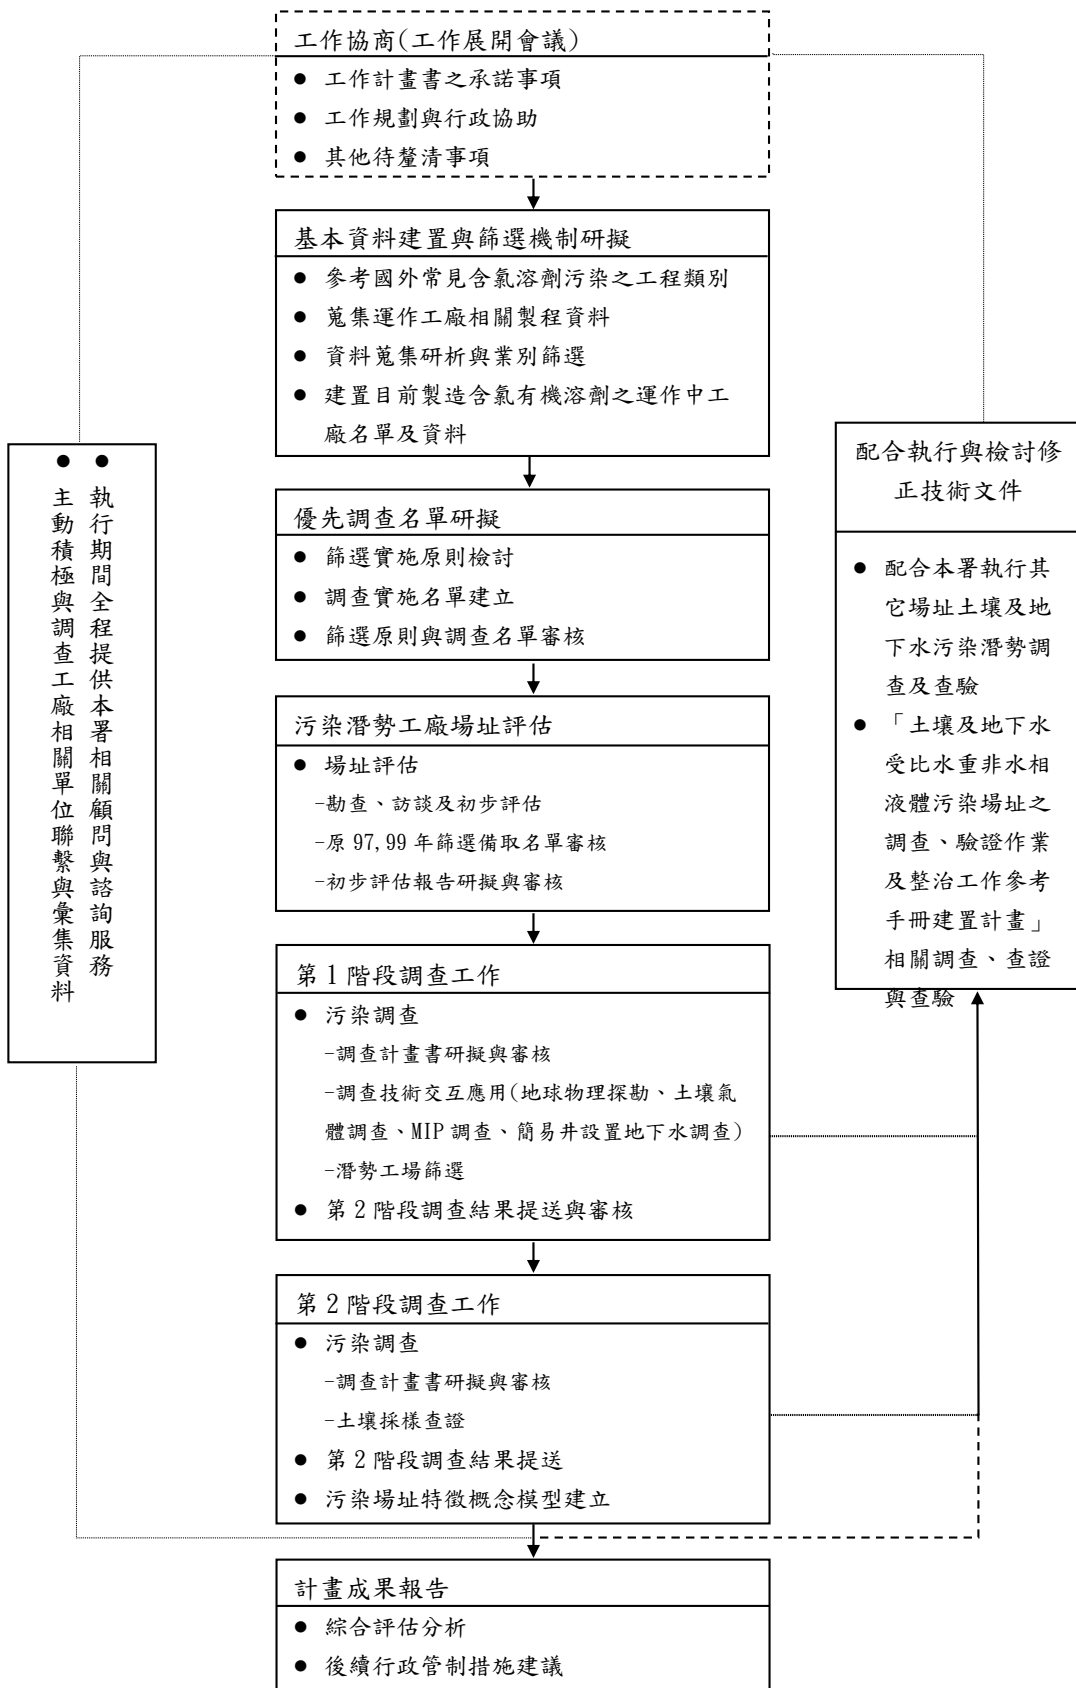 工作協商(工作展開會議)
● 工作計畫書之承諾事項
● 工作規劃與行政協助
● 其他待釐清事項
基本資料建置與篩選機制研擬
● 參考國外常見含氯溶劑污染之工程類別
● 蒐集運作工廠相關製程資料
● 資料蒐集研析與業別篩選
● 建置目前製造含氯有機溶劑之運作中工
廠名單及資料
優先調查名單研擬
● 篩選實施原則檢討
● 調查實施名單建立
● 篩選原則與調查名單審核
污染潛勢工廠場址評估
● 場址評估
-勘查、訪談及初步評估
-原97,99年篩選備取名單審核
-初步評估報告研擬與審核
第1階段調查工作
● 污染調查
-調查計畫書研擬與審核
-調查技術交互應用(地球物理探勘、土壤氣
體調查、MIP調查、簡易井設置地下水調查)
-潛勢工場篩選
● 第2階段調查結果提送與審核
第2階段調查工作
● 污染調查
-調查計畫書研擬與審核
-土壤採樣查證
● 第2階段調查結果提送
● 污染場址特徵概念模型建立
計畫成果報告
● 綜合評估分析
● 後續行政管制措施建議
● 執行期間全程提供本署相關顧問與諮詢服務
● 主動積極與調查工廠相關單位聯繫與彙集資料
配合執行與檢討修
正技術文件
● 配合本署執行其
它場址土壤及地
下水污染潛勢調
查及查驗
● 「土壤及地下水
受比水重非水相
液體污染場址之
調查、驗證作業
及整治工作參考
手冊建置計畫」
相關調查、查證
與查驗